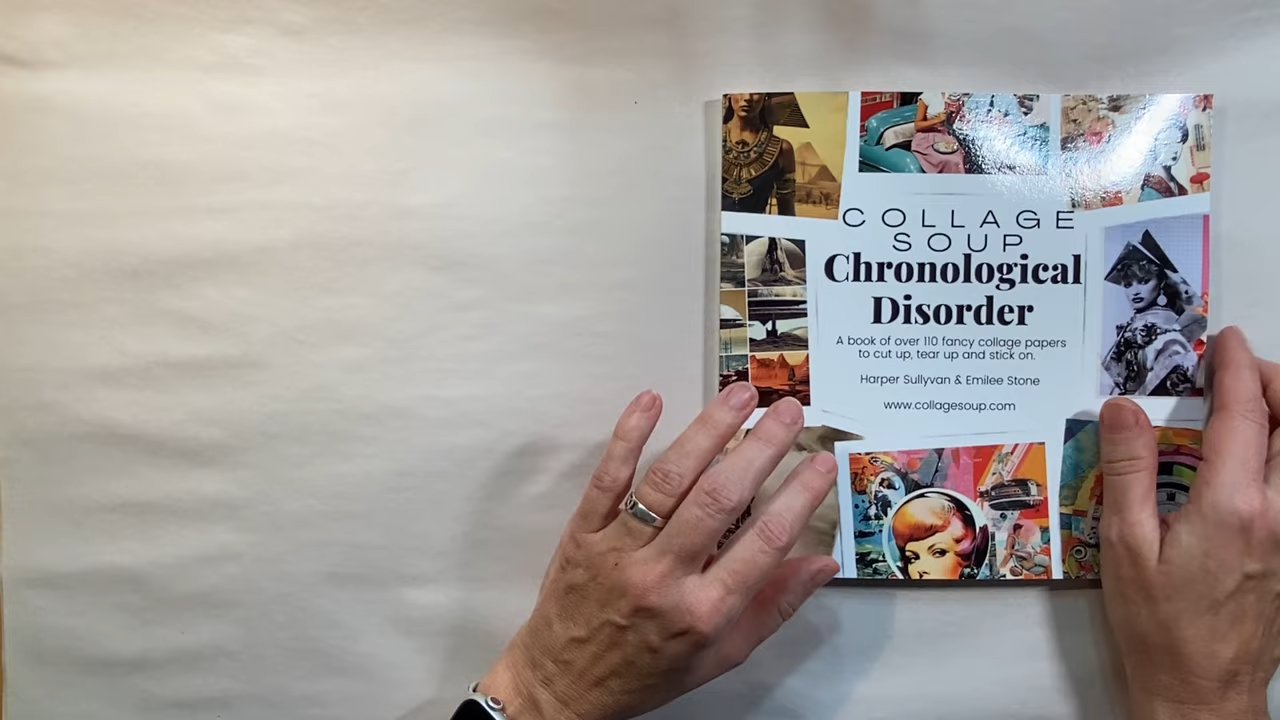 COLLAGE
SOUP
Chronological
Disorder
A book of over 110 fancy collage papers
to cut up, tear up and stick on.
Harper Sullyvan & Emilee Stone
www.collagesoup.com